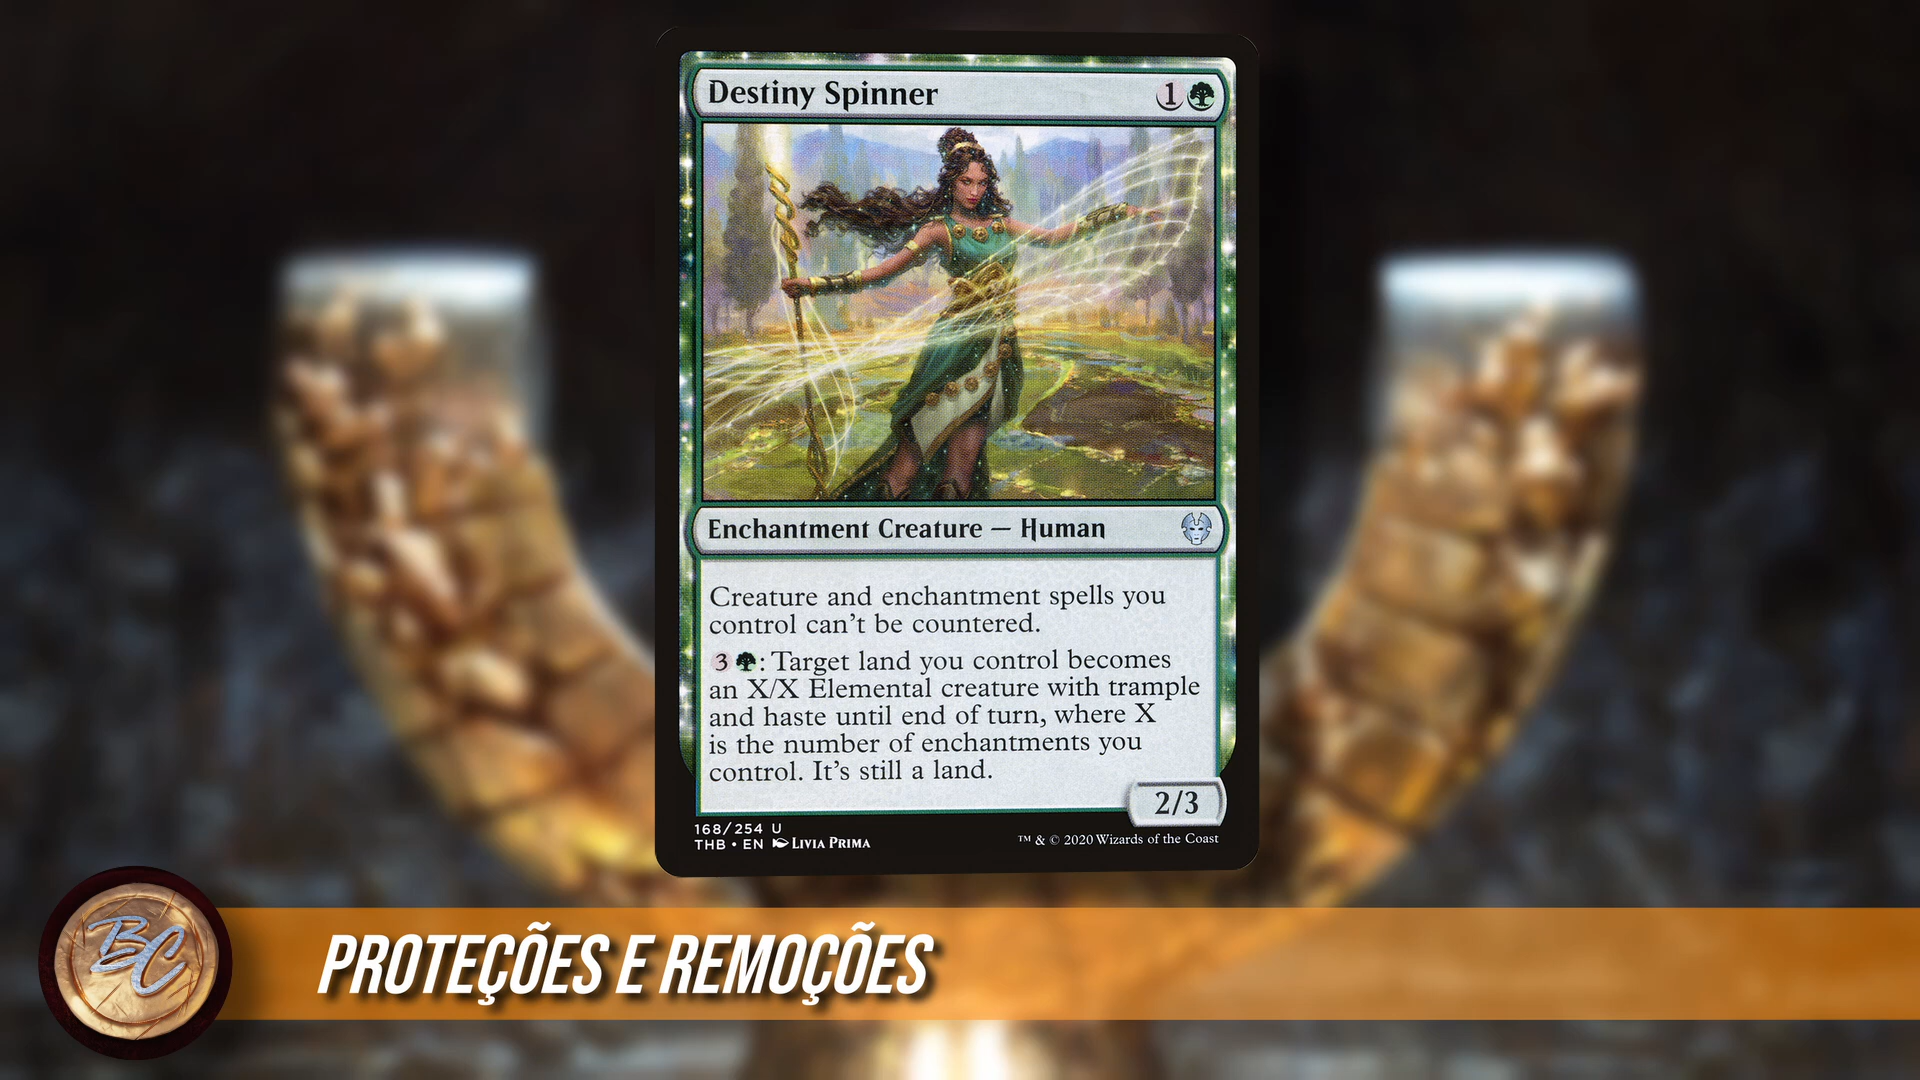 Destiny Spinner
1
Enchantment Creature — Human
Creature and enchantment spells you
control can't be countered.
3 : Target land you control becomes
an X/X Elemental creature with trample
and haste until end of turn, where X
is the number of enchantments you
control. It's still a land.
2/3
168/254 U
THB • EN LIVIA PRIMA
™ & © 2020 Wizards of the Coast
BC
PROTEÇÕES E REMOÇÕES